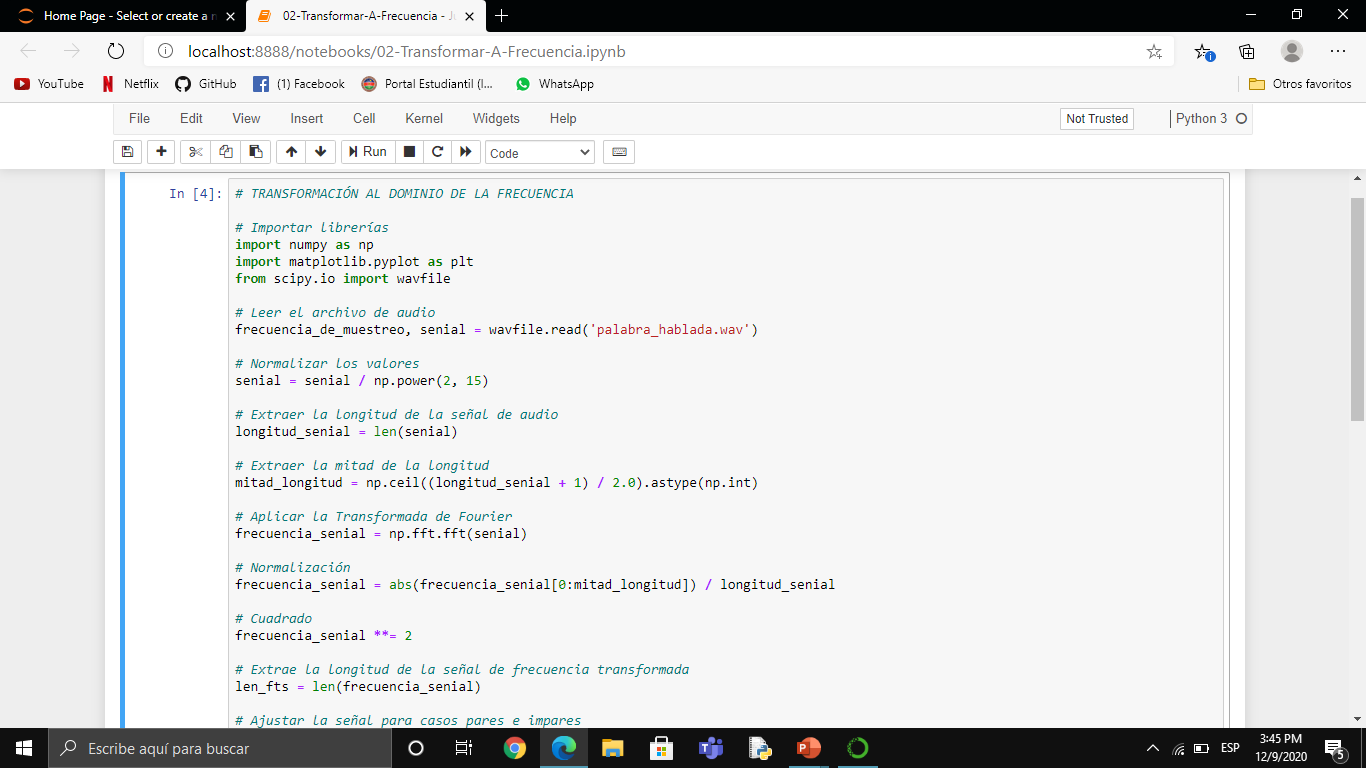 Home Page - Select or create a n
02-Transformar-A-Frecuencia - Ju
localhost:8888/notebooks/02-Transformar-A-Frecuencia.ipynb
YouTube
Netflix
GitHub
(1) Facebook
Portal Estudiantil (I...
WhatsApp
Otros favoritos
File
Edit
View
Insert
Cell
Kernel
Widgets
Help
Not Trusted
Python 3
Run
Code
In [4]:
# TRANSFORMACIÓN AL DOMINIO DE LA FRECUENCIA
# Importar librerías
import numpy as np
import matplotlib.pyplot as plt
from scipy.io import wavfile
# Leer el archivo de audio
frecuencia_de_muestreo, senial = wavfile.read('palabra_hablada.wav')
# Normalizar los valores
senial = senial / np.power(2, 15)
# Extraer la longitud de la señal de audio
longitud_senial = len(senial)
# Extraer la mitad de la longitud
mitad_longitud = np.ceil((longitud_senial + 1) / 2.0).astype(np.int)
# Aplicar la Transformada de Fourier
frecuencia_senial = np.fft.fft(senial)
# Normalización
frecuencia_senial = abs(frecuencia_senial[0:mitad_longitud]) / longitud_senial
# Cuadrado
frecuencia_senial **= 2
# Extrae la longitud de la señal de frecuencia transformada
len_fts = len(frecuencia_senial)
# Ajustar la señal para casos pares e impares
Escribe aquí para buscar
ESP
3:45 PM
12/9/2020
5